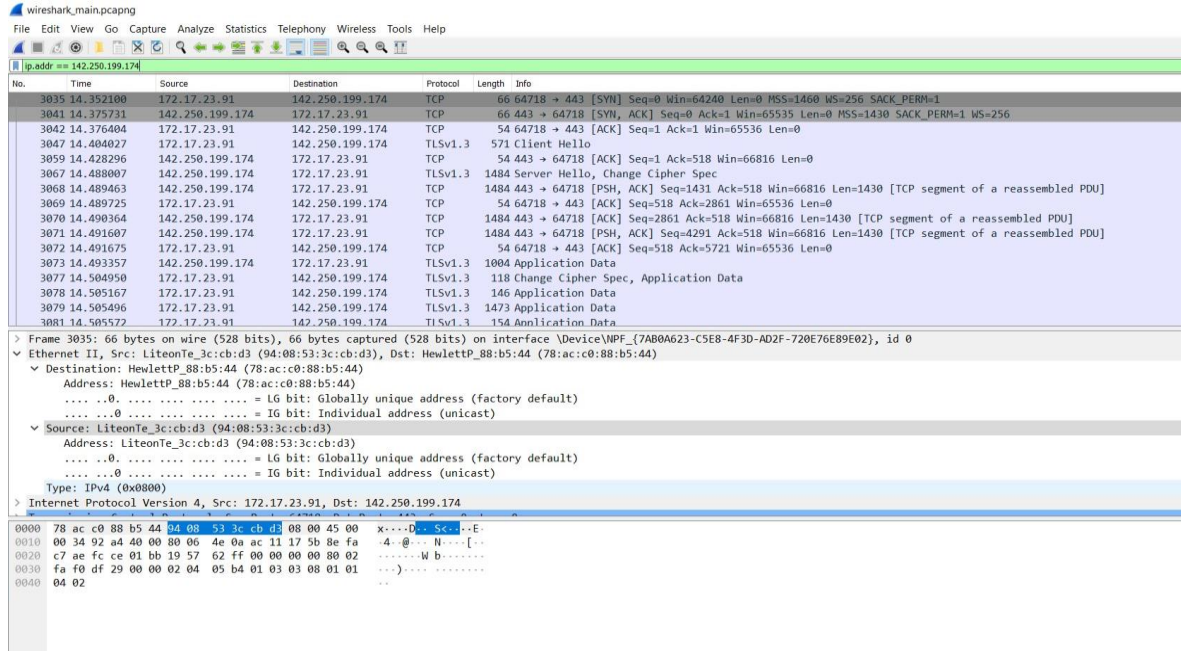 wireshark_main.pcapng
File Edit View Go Capture Analyze Statistics Telephony Wireless Tools Help
ip.addr == 142.250.199.174
No. Time Source Destination Protocol Length Info
3035 14.352100 172.17.23.91 142.250.199.174 TCP 66 64718 → 443 [SYN] Seq=0 Win=64240 Len=0 MSS=1460 WS=256 SACK_PERM=1
3041 14.375731 142.250.199.174 172.17.23.91 TCP 66 443 → 64718 [SYN, ACK] Seq=0 Ack=1 Win=65535 Len=0 MSS=1430 SACK_PERM=1 WS=256
3042 14.376404 172.17.23.91 142.250.199.174 TCP 54 64718 → 443 [ACK] Seq=1 Ack=1 Win=65536 Len=0
3047 14.404027 172.17.23.91 142.250.199.174 TLSv1.3 571 Client Hello
3059 14.428296 142.250.199.174 172.17.23.91 TCP 54 443 → 64718 [ACK] Seq=1 Ack=518 Win=66816 Len=0
3067 14.488007 142.250.199.174 172.17.23.91 TLSv1.3 1484 Server Hello, Change Cipher Spec
3068 14.489463 142.250.199.174 172.17.23.91 TCP 1484 443 → 64718 [PSH, ACK] Seq=1431 Ack=518 Win=66816 Len=1430 [TCP segment of a reassembled PDU]
3069 14.489725 172.17.23.91 142.250.199.174 TCP 54 64718 → 443 [ACK] Seq=518 Ack=2861 Win=65536 Len=0
3070 14.490364 142.250.199.174 172.17.23.91 TCP 1484 443 → 64718 [ACK] Seq=2861 Ack=518 Win=66816 Len=1430 [TCP segment of a reassembled PDU]
3071 14.491607 142.250.199.174 172.17.23.91 TCP 1484 443 → 64718 [PSH, ACK] Seq=4291 Ack=518 Win=66816 Len=1430 [TCP segment of a reassembled PDU]
3072 14.491675 172.17.23.91 142.250.199.174 TCP 54 64718 → 443 [ACK] Seq=518 Ack=5721 Win=65536 Len=0
3073 14.493357 142.250.199.174 172.17.23.91 TLSv1.3 1004 Application Data
3077 14.504950 172.17.23.91 142.250.199.174 TLSv1.3 118 Change Cipher Spec, Application Data
3078 14.505167 172.17.23.91 142.250.199.174 TLSv1.3 146 Application Data
3079 14.505496 172.17.23.91 142.250.199.174 TLSv1.3 1473 Application Data
3081 14.505572 172.17.23.91 142.250.199.174 TLSv1.3 154 Application Data
> Frame 3035: 66 bytes on wire (528 bits), 66 bytes captured (528 bits) on interface \Device\NPF_{7AB0A623-C5E8-4F3D-AD2F-720E76E89E02}, id 0
Ethernet II, Src: LiteonTe_3c:cb:d3 (94:08:53:3c:cb:d3), Dst: HewlettP_88:b5:44 (78:ac:c0:88:b5:44)
Destination: HewlettP_88:b5:44 (78:ac:c0:88:b5:44)
Address: HewlettP_88:b5:44 (78:ac:c0:88:b5:44)
.... ..0. .... .... .... .... = LG bit: Globally unique address (factory default)
.... ...0 .... .... .... .... = IG bit: Individual address (unicast)
Source: LiteonTe_3c:cb:d3 (94:08:53:3c:cb:d3)
Address: LiteonTe_3c:cb:d3 (94:08:53:3c:cb:d3)
.... ..0. .... .... .... .... = LG bit: Globally unique address (factory default)
.... ...0 .... .... .... .... = IG bit: Individual address (unicast)
Type: IPv4 (0x0800)
> Internet Protocol Version 4, Src: 172.17.23.91, Dst: 142.250.199.174
0000 78 ac c0 88 b5 44 94 08 53 3c cb d3 08 00 45 00 x····D·· S<····E·
0010 00 34 92 a4 40 00 80 06 4e 0a ac 11 17 5b 8e fa ·4··@··· N····[··
0020 c7 ae fc ce 01 bb 19 57 62 ff 00 00 00 00 80 02 ·······W b·······
0030 fa f0 df 29 00 00 02 04 05 b4 01 03 03 08 01 01 ···)···· ········
0040 04 02 ··